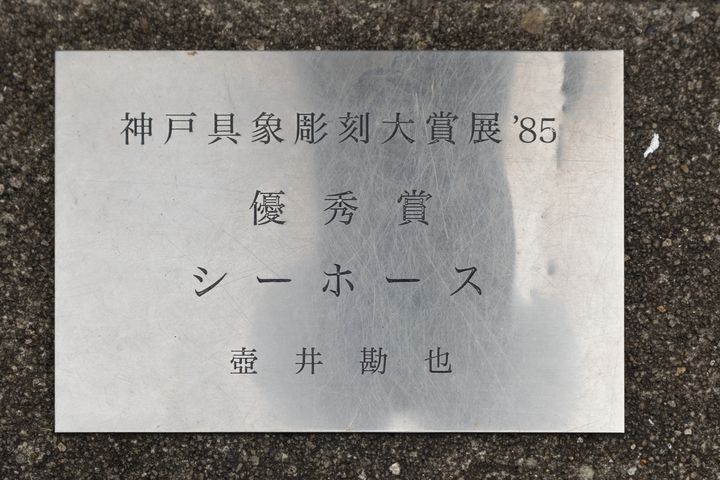 神戸具象彫刻大賞展’85
優秀賞
シーホース
壺井勘也